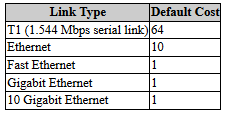 Link Type Default Cost
T1 (1.544 Mbps serial link) 64
Ethernet 10
Fast Ethernet 1
Gigabit Ethernet 1
10 Gigabit Ethernet 1